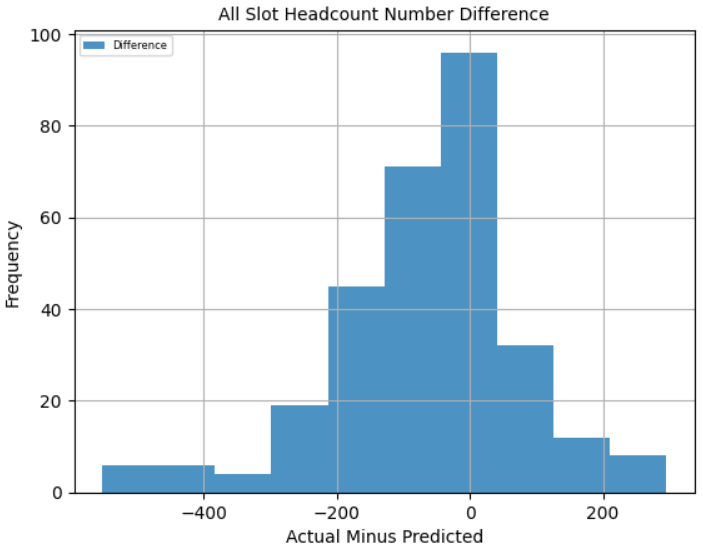 All Slot Headcount Number Difference
Difference
100
80
60
40
20
0
Frequency
−400
−200
0
200
Actual Minus Predicted